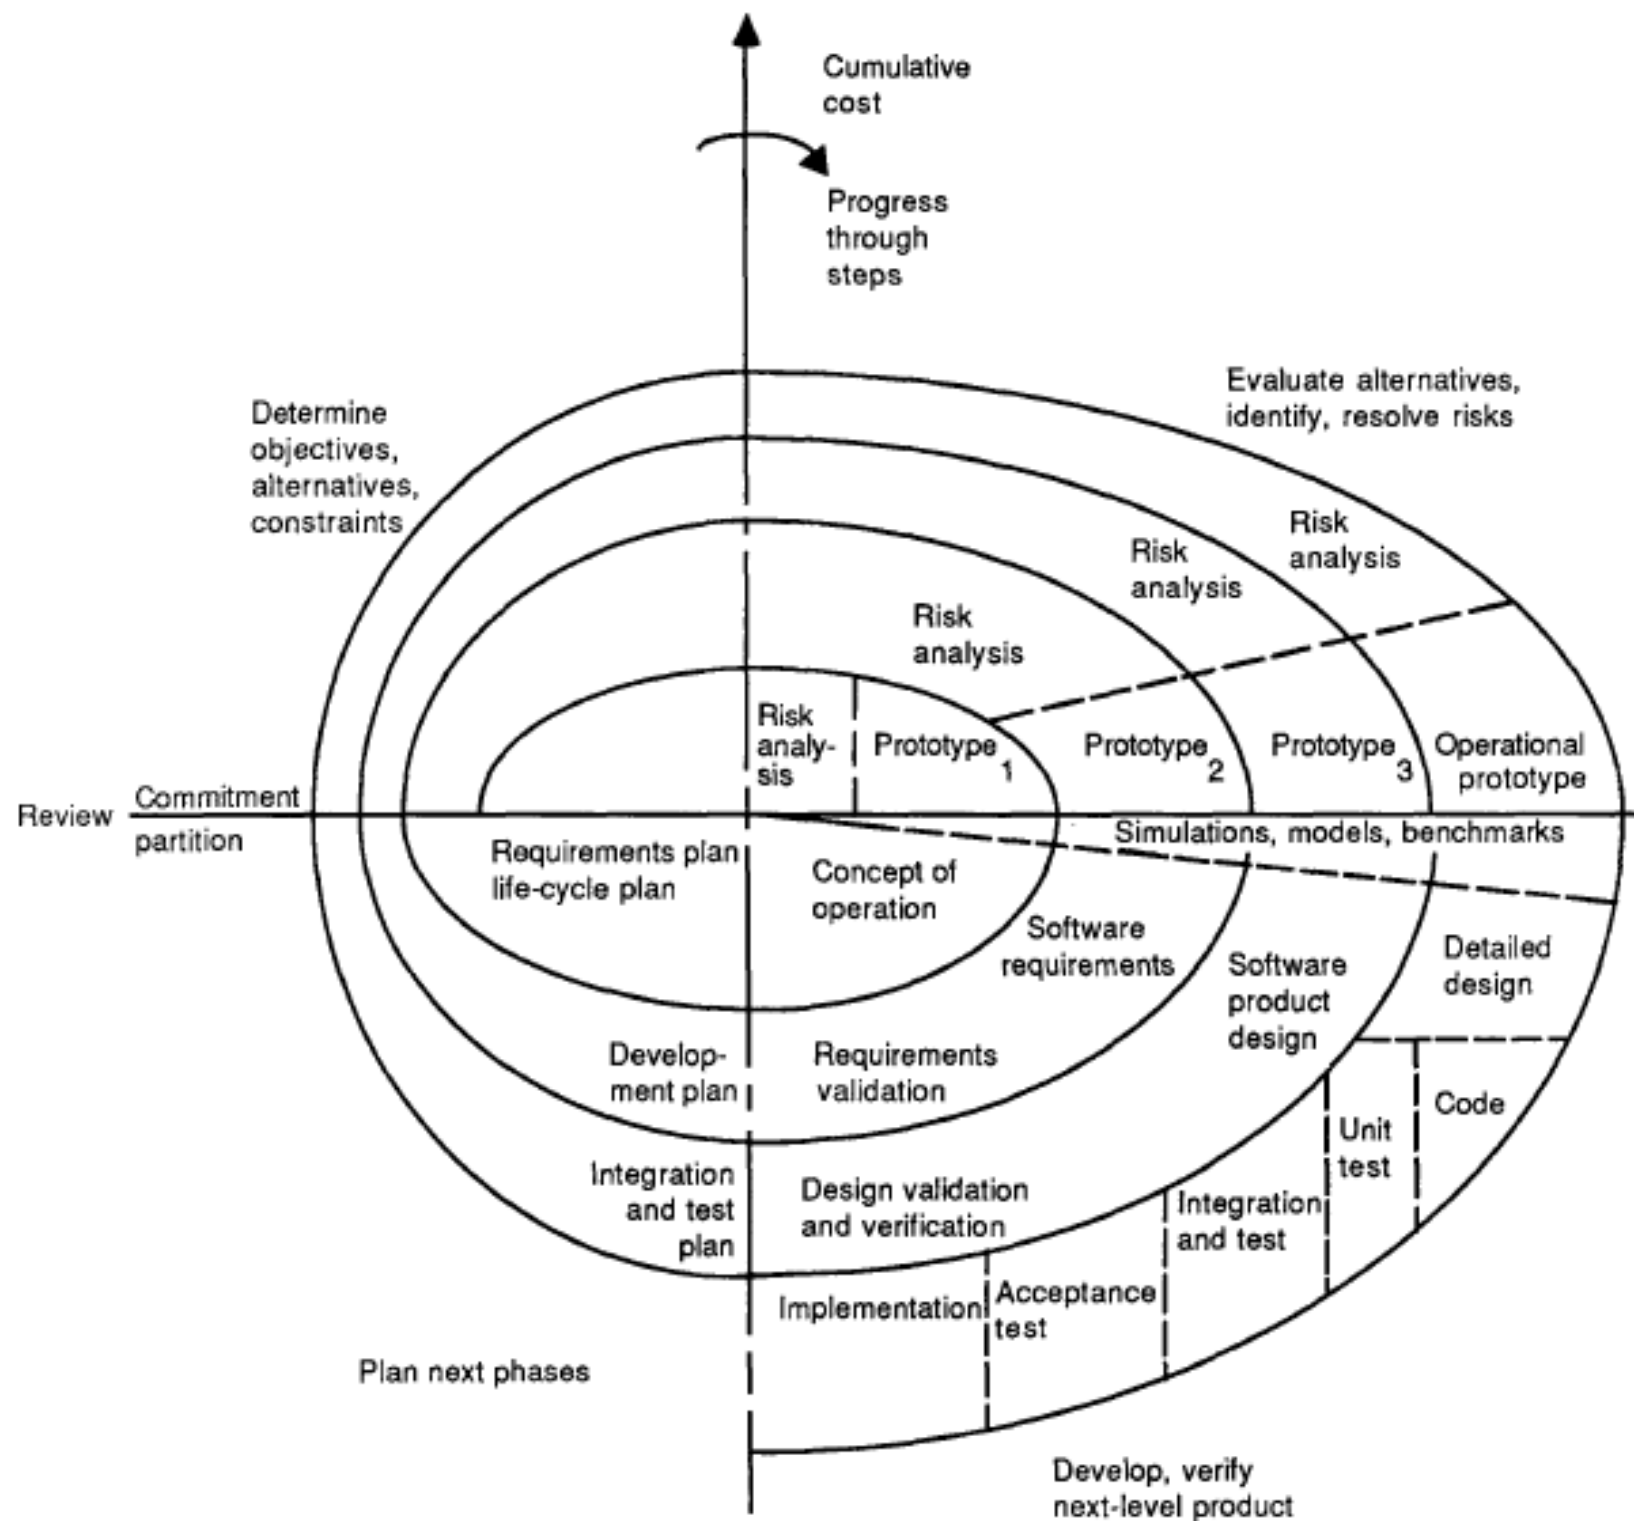 Cumulative
cost
Progress
through
steps
Determine
objectives,
alternatives,
constraints
Evaluate alternatives,
identify, resolve risks
Risk
analysis
Risk
analysis
Risk
analysis
Risk
analy-
sis
Prototype 1
Prototype 2
Prototype 3
Operational
prototype
Review
Commitment
partition
Simulations, models, benchmarks
Requirements plan
life-cycle plan
Concept of
operation
Software
requirements
Software
product
design
Detailed
design
Develop-
ment plan
Requirements
validation
Code
Unit
test
Integration
and test
plan
Design validation
and verification
Integration
and test
Acceptance
test
Implementation
Plan next phases
Develop, verify
next-level product